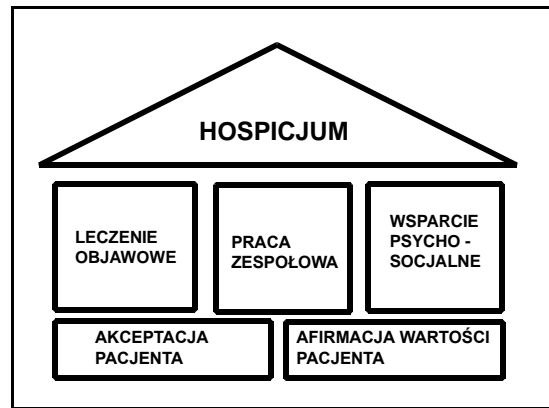 HOSPICJUM
LECZENIE
OBJAWOWE
PRACA
ZESPOŁOWA
WSPARCIE
PSYCHO -
SOCJALNE
AKCEPTACJA
PACJENTA
AFIRMACJA WARTOŚCI
PACJENTA